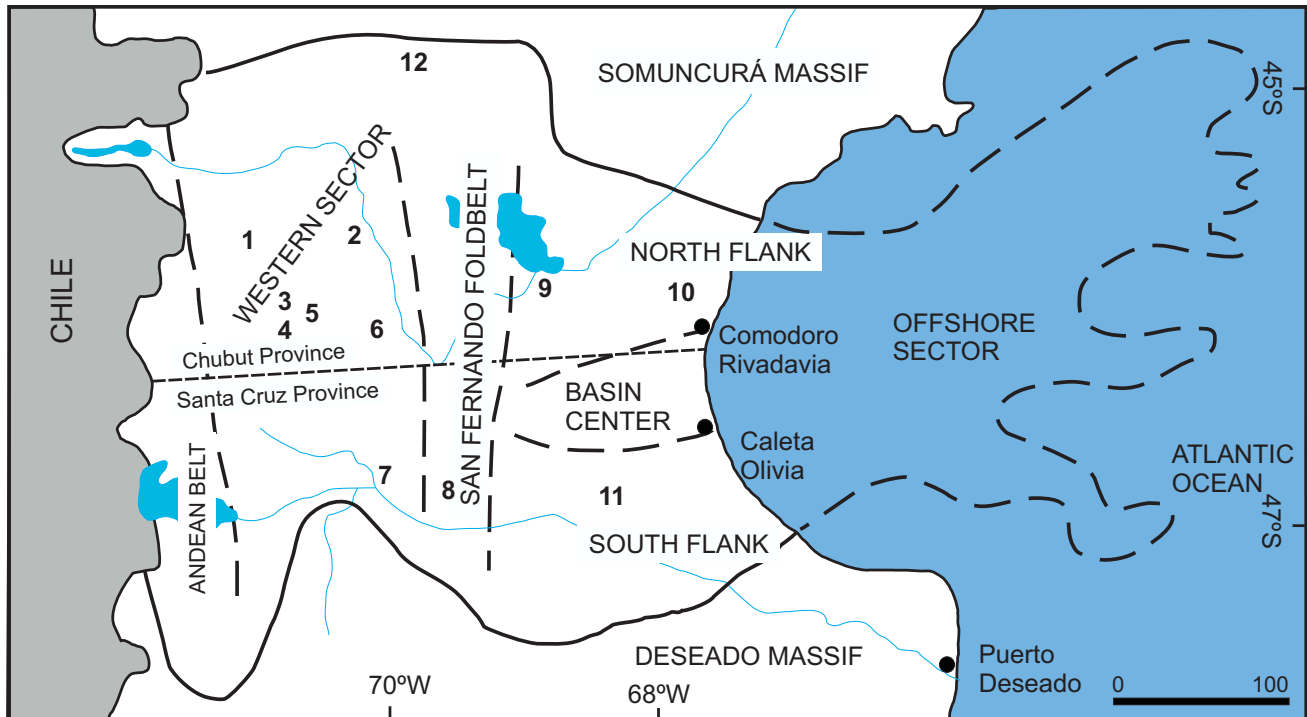 12
SOMUNCURÁ MASSIF
45ºS
WESTERN SECTOR
SAN FERNANDO FOLDBELT
1
2
NORTH FLANK
CHILE
3
5
4
6
9
10
Comodoro
Rivadavia
OFFSHORE
SECTOR
Chubut Province
Santa Cruz Province
BASIN
CENTER
Caleta
Olivia
ATLANTIC
OCEAN
ANDEAN BELT
7
8
11
SOUTH FLANK
47ºS
DESEADO MASSIF
Puerto
Deseado
70ºW
68ºW
0
100